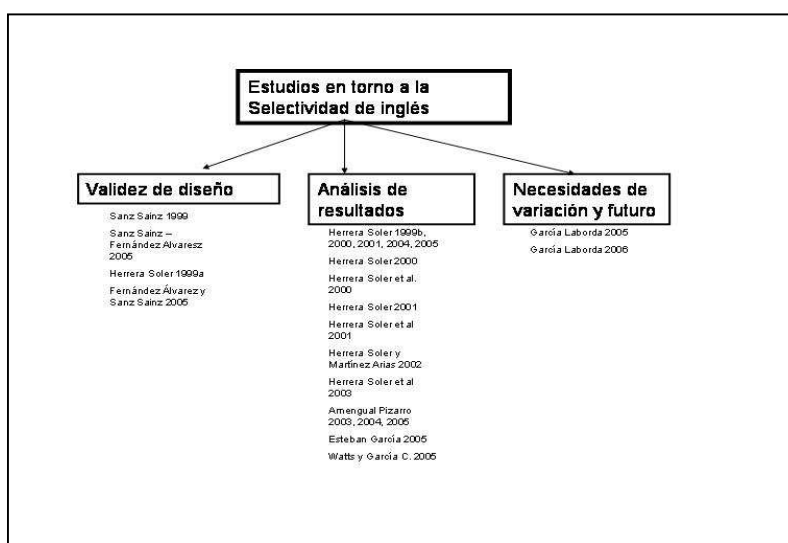 Estudios en torno a la
Selectividad de inglés
Validez de diseño
Sanz Sainz 1999
Sanz Sainz –
Fernández Alvaresz
2005
Herrera Soler 1999a
Fernández Álvarez y
Sanz Sainz 2005
Análisis de
resultados
Herrera Soler 1999b,
2000, 2001, 2004, 2005
Herrera Soler 2000
Herrera Soler et al.
2000
Herrera Soler 2001
Herrera Soler et al
2001
Herrera Soler y
Martínez Arias 2002
Herrera Soler et al
2003
Amengual Pizarro
2003, 2004, 2005
Esteban García 2005
Watts y García C. 2005
Necesidades de
variación y futuro
García Laborda 2005
García Laborda 2006